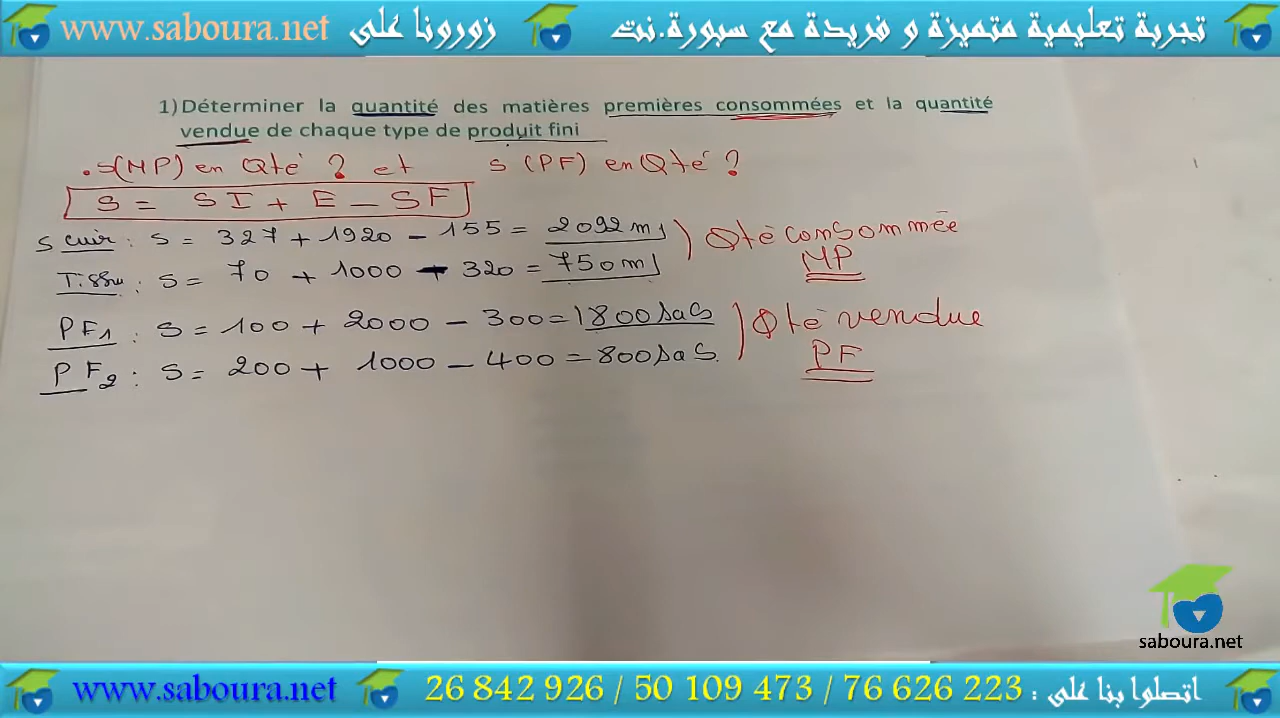 www.saboura.net زورونا على تجربة تعليمية متميزة و فريدة مع سبورة.نت
1) Déterminer la quantité des matières premières consommées et la quantité
vendue de chaque type de produit fini
. S(MP) en Qté ? et S (PF) en Qté ?
S = SI + E - SF
S cuir : S = 327 + 1920 - 155 = 2092 m
Tissu : S = 70 + 1000 - 320 = 750 m
Qté consommée
MP
PF1 : S = 100 + 2000 - 300 = 1800 SaC
PF2 : S = 200 + 1000 - 400 = 800 SaC.
Qté vendue
PF
saboura.net
www.saboura.net 26 842 926 / 50 109 473 / 76 626 223 : اتصلوا بنا على